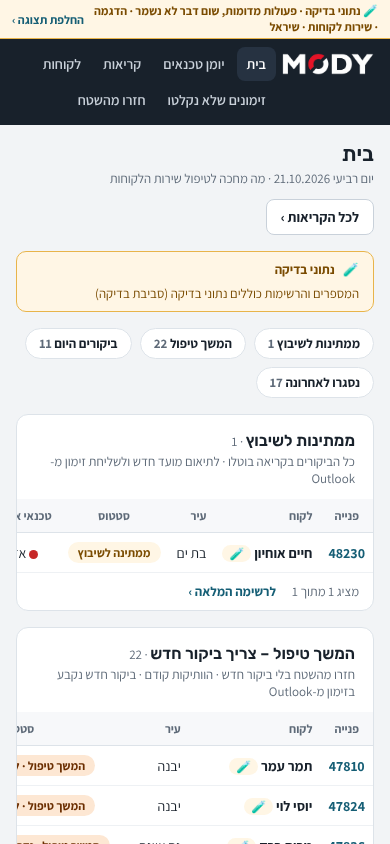 🧪 נתוני בדיקה · פעולות מדומות, שום דבר לא נשמר · הדגמה
· שירות לקוחות · שיראל
החלפת תצוגה ›
MODY
בית
יומן טכנאים
קריאות
לקוחות
זימונים שלא נקלטו
חזרו מהשטח
בית
יום רביעי 21.10.2026 · מה מחכה לטיפול שירות הלקוחות
לכל הקריאות ›
🧪 נתוני בדיקה
המספרים והרשימות כוללים נתוני בדיקה (סביבת בדיקה)
ממתינות לשיבוץ 1
המשך טיפול 22
ביקורים היום 11
נסגרו לאחרונה 17
ממתינות לשיבוץ · 1
כל הביקורים בקריאה בוטלו · לתיאום מועד חדש ולשליחת זימון מ-
Outlook
פנייה לקוח עיר סטטוס טכנאי
48230 חיים אוחיון 🧪 בת ים ממתינה לשיבוץ
מציג 1 מתוך 1 לרשימה המלאה ›
המשך טיפול – צריך ביקור חדש · 22
חזרו מהשטח בלי ביקור חדש · הוותיקות קודם · ביקור חדש נקבע
בזימון מ-Outlook
פנייה לקוח עיר
47810 תמר עמר 🧪 יבנה המשך טיפול ·
47824 יוסי לוי 🧪 יבנה המשך טיפול ·